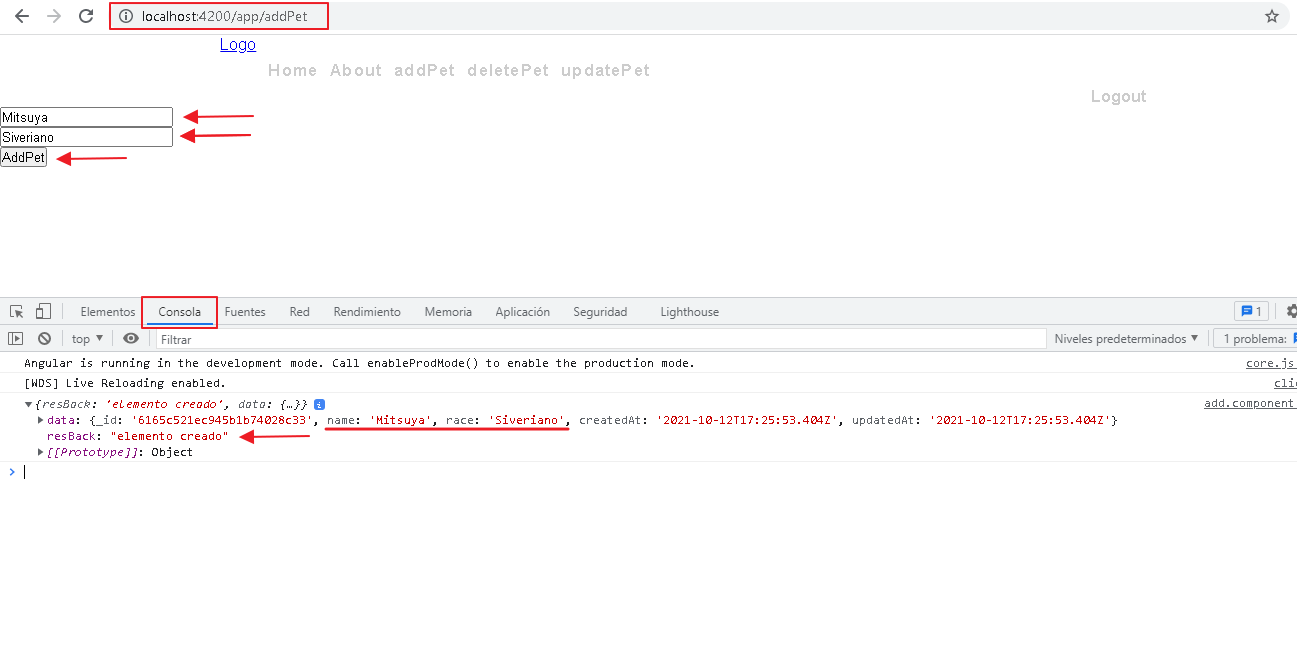 localhost:4200/app/addPet
Logo
Home About addPet deletePet updatePet
Logout
Mitsuya
Siveriano
AddPet
Elementos Consola Fuentes Red Rendimiento Memoria Aplicación Seguridad Lighthouse 1
top ▼ Filtrar Niveles predeterminados ▼ 1 problema:
Angular is running in the development mode. Call enableProdMode() to enable the production mode. core.js
[WDS] Live Reloading enabled. clie
▼{resBack: 'elemento creado', data: {…}} i add.component
▶data: {_id: '6165c521ec945b1b74028c33', name: 'Mitsuya', race: 'Siveriano', createdAt: '2021-10-12T17:25:53.404Z', updatedAt: '2021-10-12T17:25:53.404Z'}
resBack: "elemento creado"
▶[[Prototype]]: Object
>